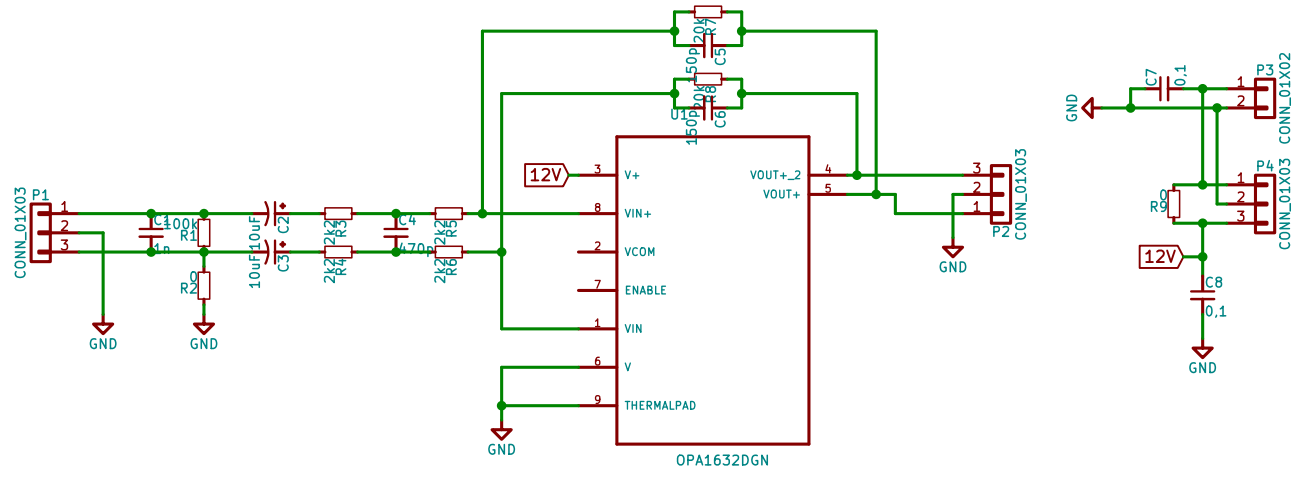 20k
R7
150p
C5
20k
R8
150p
C6
U1
12V
3
V+
8
VIN+
2
VCOM
7
ENABLE
1
VIN
6
V
9
THERMALPAD
VOUT+_2
4
VOUT+
5
OPA1632DGN
P1
CONN_01X03
1
2
3
C1
1n
100k
R1
0
R2
GND
GND
10uF
C2
10uF
C3
2k2
R3
2k2
R4
C4
470p
2k2
R5
2k2
R6
GND
3
2
1
CONN_01X03
P2
GND
C7
0,1
GND
P3
1
2
CONN_01X02
P4
1
2
3
CONN_01X03
0
R9
12V
C8
0,1
GND